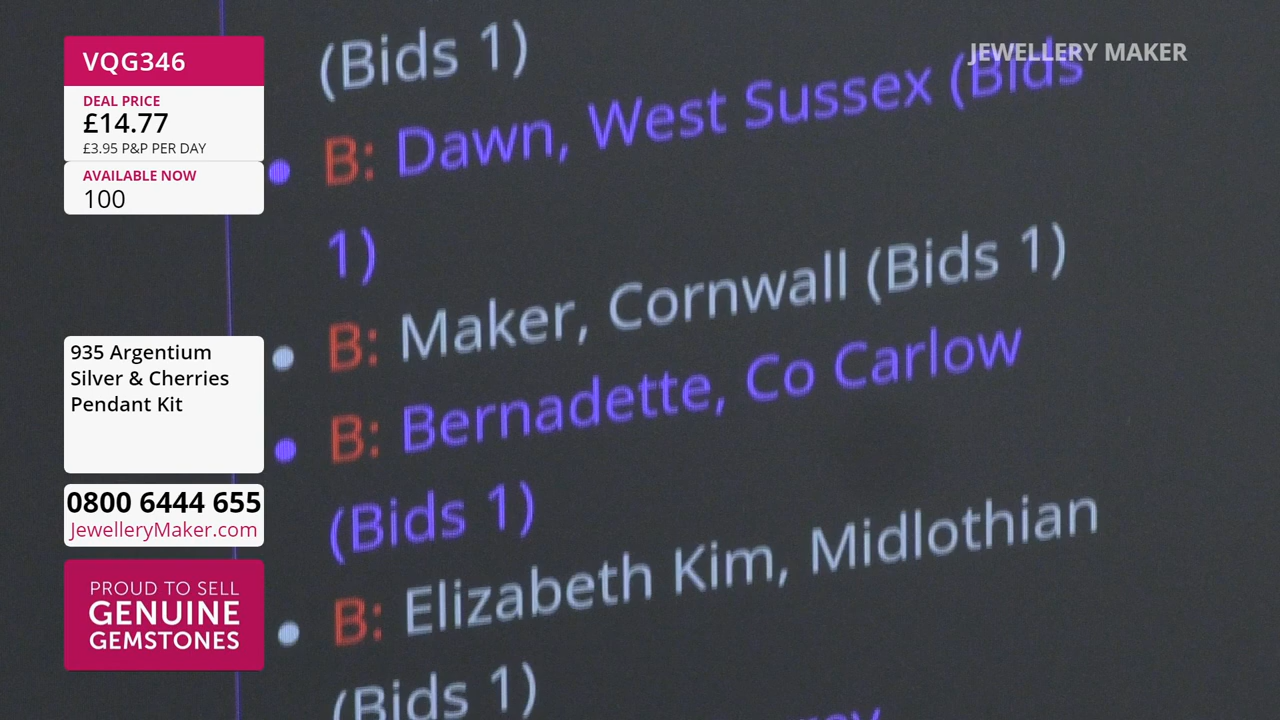 VQG346
DEAL PRICE
£14.77
£3.95 P&P PER DAY
AVAILABLE NOW
100
935 Argentium
Silver & Cherries
Pendant Kit
0800 6444 655
JewelleryMaker.com
PROUD TO SELL
GENUINE
GEMSTONES
JEWELLERY MAKER
(Bids 1)
B: Dawn, West Sussex (Bids
1)
B: Maker, Cornwall (Bids 1)
B: Bernadette, Co Carlow
(Bids 1)
B: Elizabeth Kim, Midlothian
(Bids 1)